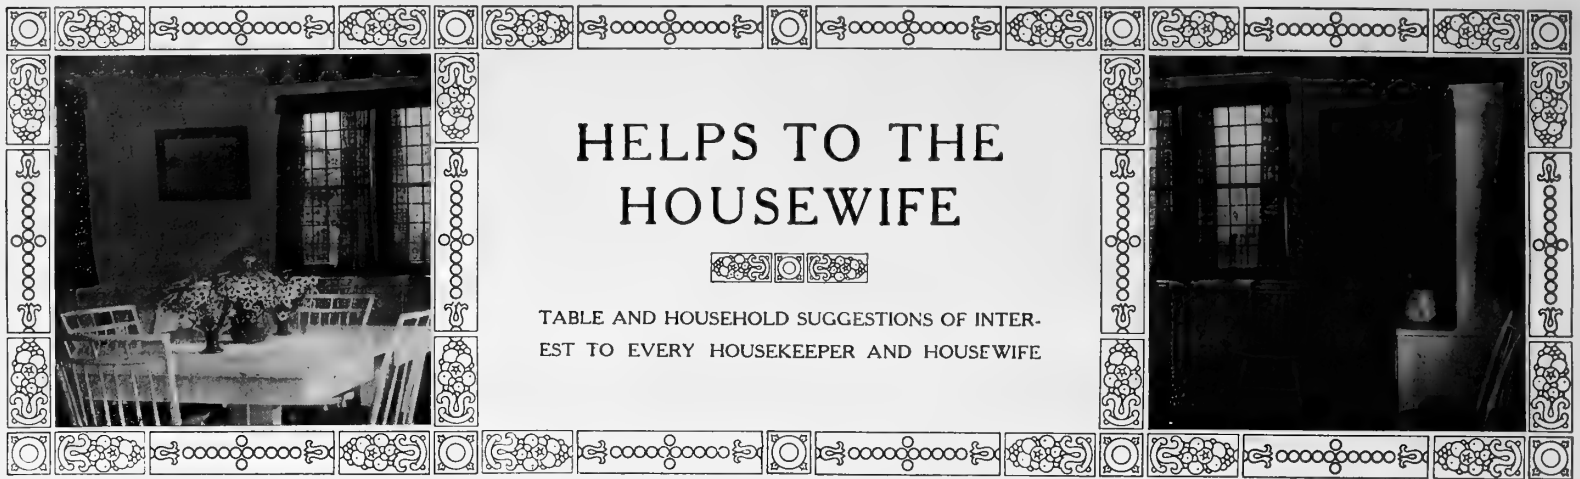 HELPS TO THE
HOUSEWIFE
TABLE AND HOUSEHOLD SUGGESTIONS OF INTER-
EST TO EVERY HOUSEKEEPER AND HOUSEWIFE